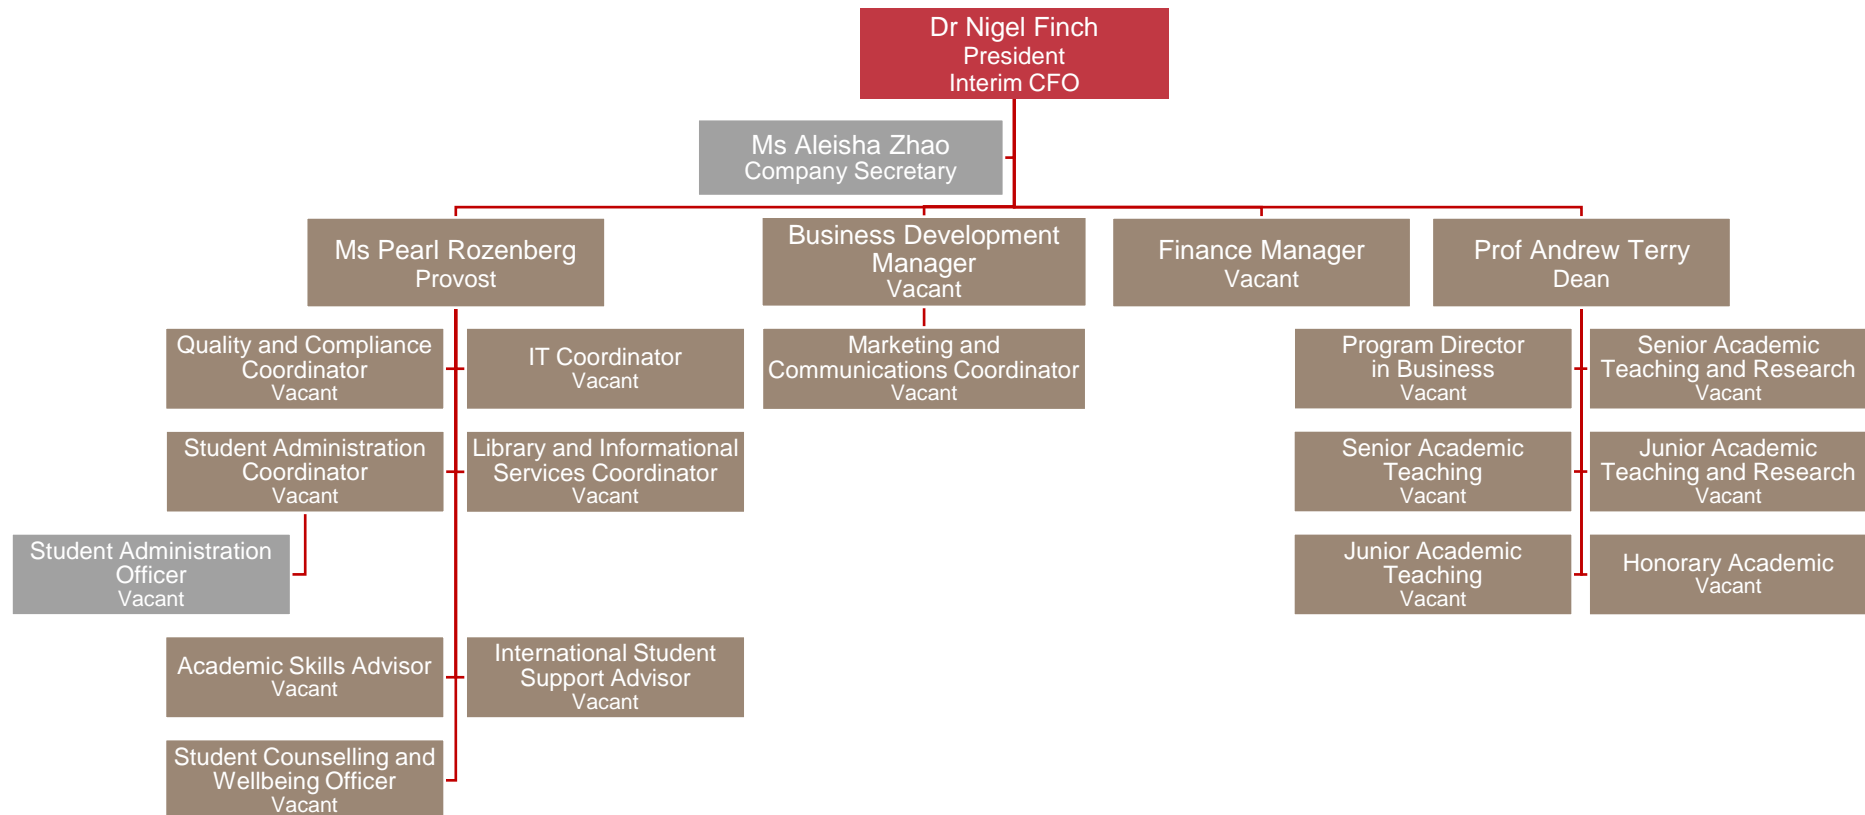 Dr Nigel Finch
President
Interim CFO
Ms Aleisha Zhao
Company Secretary
Ms Pearl Rozenberg
Provost
Business Development
Manager
Vacant
Finance Manager
Vacant
Prof Andrew Terry
Dean
Quality and Compliance
Coordinator
Vacant
IT Coordinator
Vacant
Marketing and
Communications Coordinator
Vacant
Program Director
in Business
Vacant
Senior Academic
Teaching and Research
Vacant
Student Administration
Coordinator
Vacant
Library and Informational
Services Coordinator
Vacant
Senior Academic
Teaching
Vacant
Junior Academic
Teaching and Research
Vacant
Student Administration
Officer
Vacant
Junior Academic
Teaching
Vacant
Honorary Academic
Vacant
Academic Skills Advisor
Vacant
International Student
Support Advisor
Vacant
Student Counselling and
Wellbeing Officer
Vacant